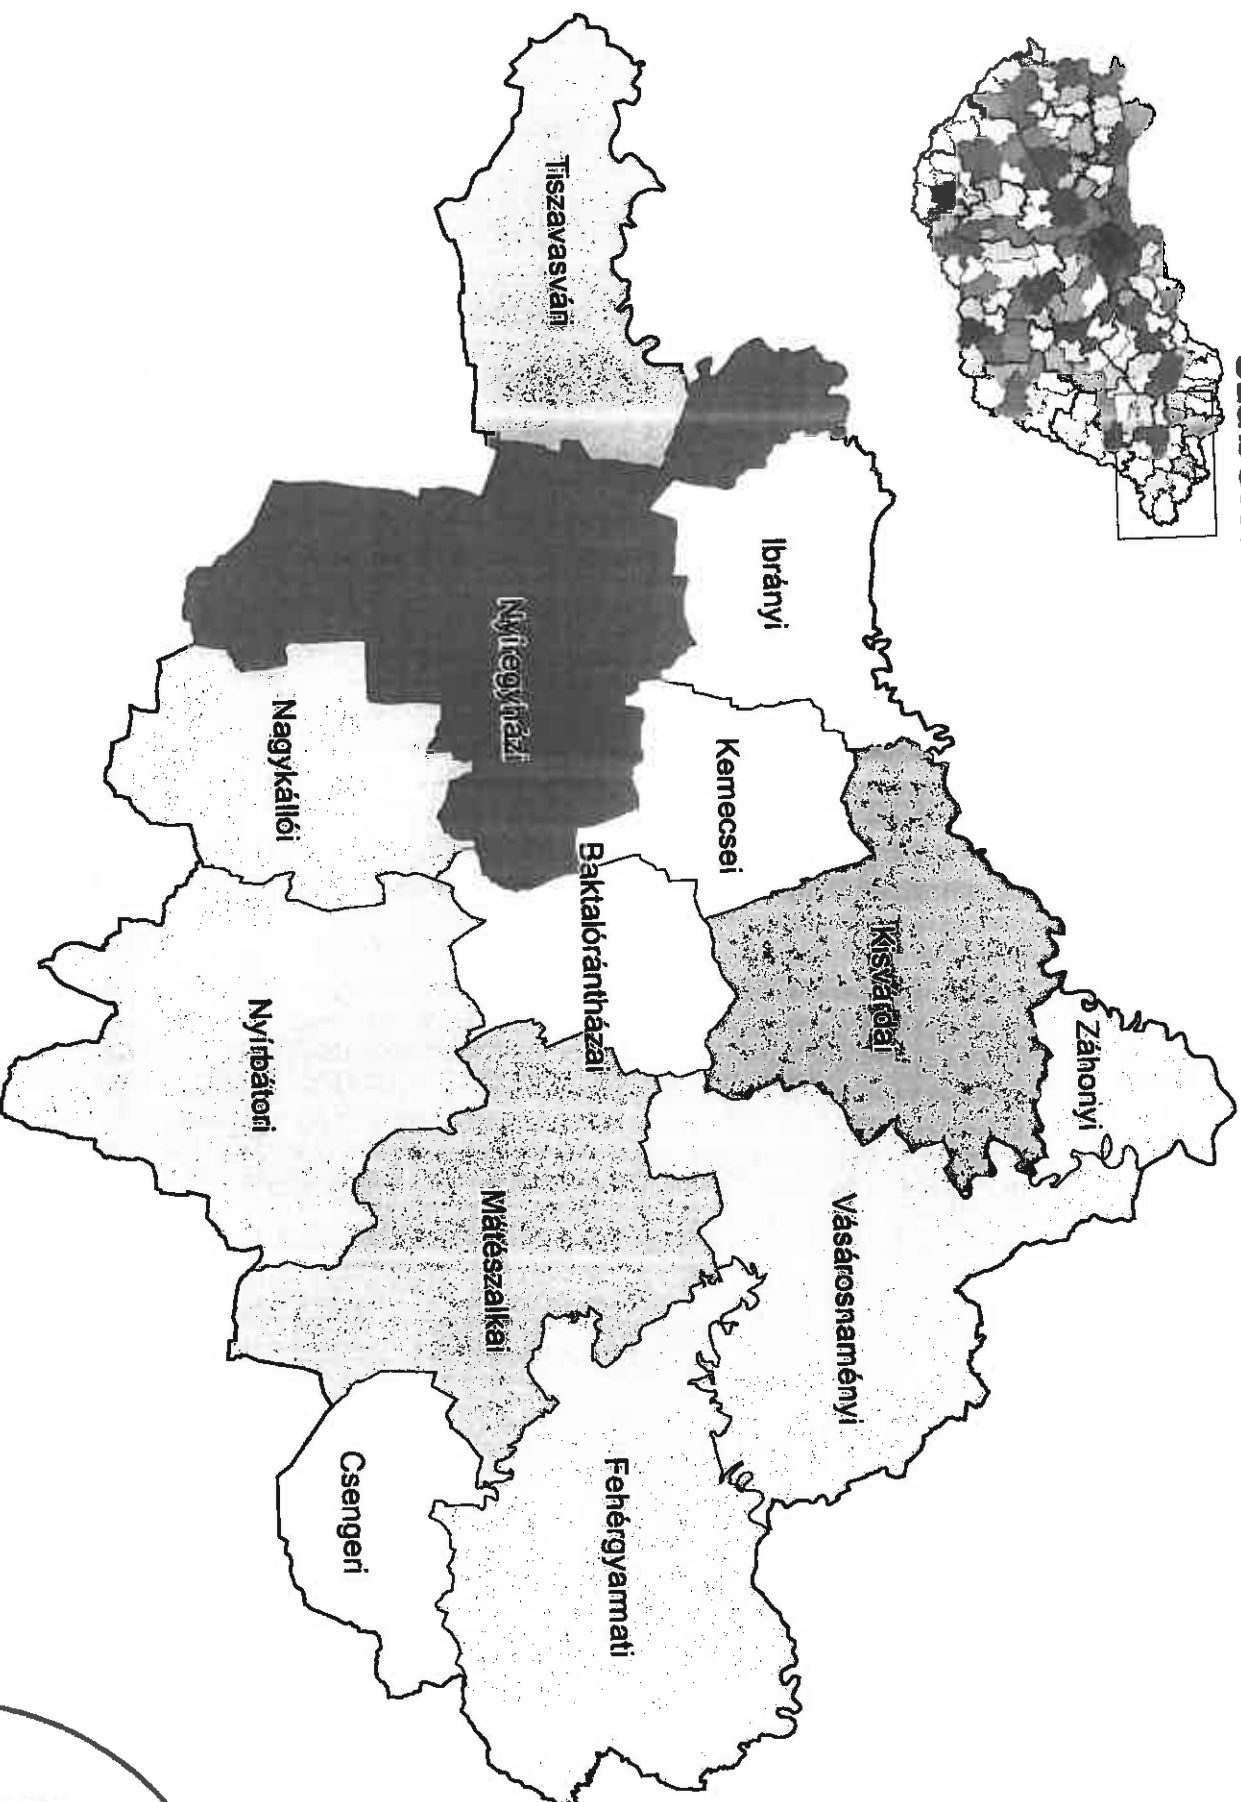 Záhonyi
Kisvárdai
Ibrányi
Kemecsei
Vásárosnaményi
Tiszavasvári
Baktalórántházai
Nyíregyházi
Mátészalkai
Fehérgyarmati
Nagykállói
Nyírbátori
Csengeri